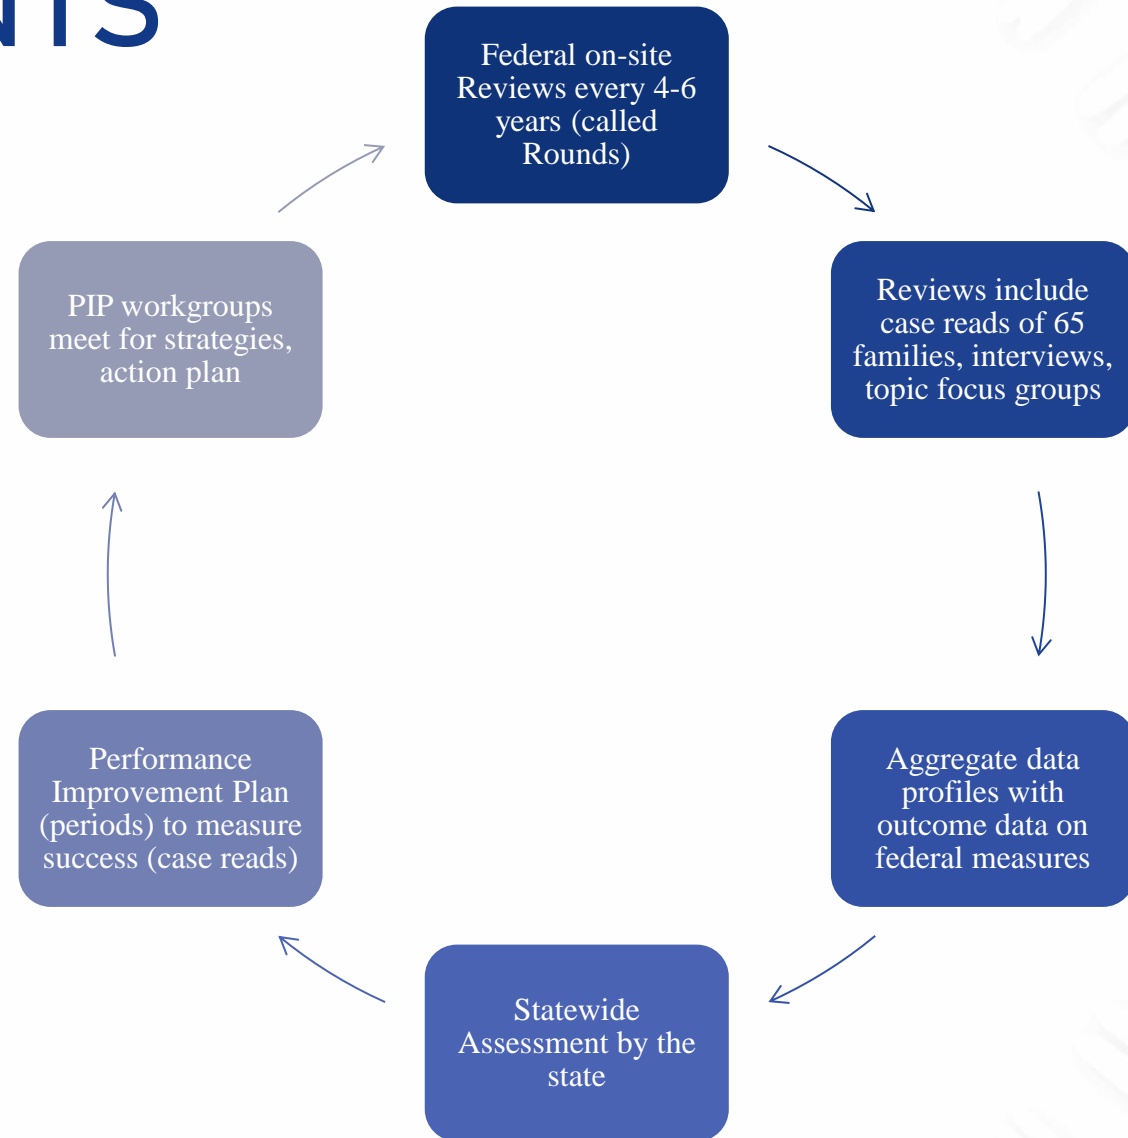 NTS
Federal on-site
Reviews every 4-6
years (called
Rounds)
Reviews include
case reads of 65
families, interviews,
topic focus groups
Aggregate data
profiles with
outcome data on
federal measures
Statewide
Assessment by the
state
Performance
Improvement Plan
(periods) to measure
success (case reads)
PIP workgroups
meet for strategies,
action plan